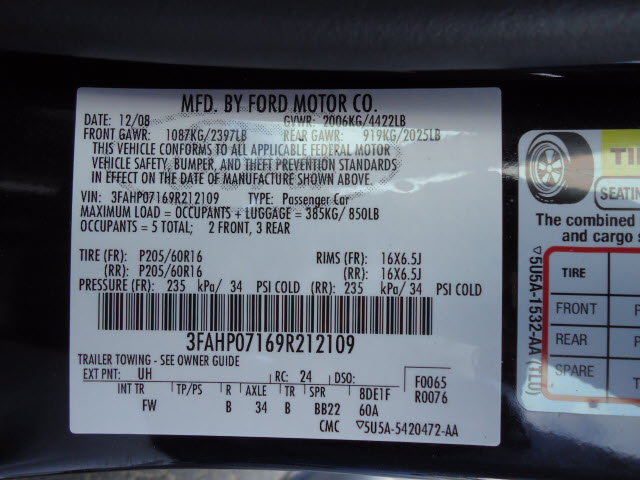 MFD. BY FORD MOTOR CO.
DATE: 12/08 GVWR: 2006KG/4422LB
FRONT GAWR: 1087KG/2397LB REAR GAWR: 919KG/2025LB
THIS VEHICLE CONFORMS TO ALL APPLICABLE FEDERAL MOTOR
VEHICLE SAFETY, BUMPER, AND THEFT PREVENTION STANDARDS
IN EFFECT ON THE DATE OF MANUFACTURE SHOWN ABOVE.
VIN: 3FAHP07169R212109 TYPE: Passenger Car
MAXIMUM LOAD = OCCUPANTS + LUGGAGE = 385KG/ 850LB
OCCUPANTS = 5 TOTAL; 2 FRONT, 3 REAR
TIRE (FR): P205/60R16 RIMS (FR): 16X6.5J
(RR): P205/60R16 (RR): 16X6.5J
PRESSURE (FR): 235 kPa/ 34 PSI COLD (RR): 235 kPa/ 34 PSI COLD
3FAHP07169R212109
TRAILER TOWING - SEE OWNER GUIDE
EXT PNT: UH RC: 24 DSO: F0065
INT TR TP/PS R AXLE TR SPR 8DE1F R0076
FW B 34 B BB22 60A
CMC ▽5U5A-5420472-AA
TI
SEATIN
The combined
and cargo s
TIRE
FRONT P
REAR P
SPARE T
▽5U5A-1532-AA (1L0)